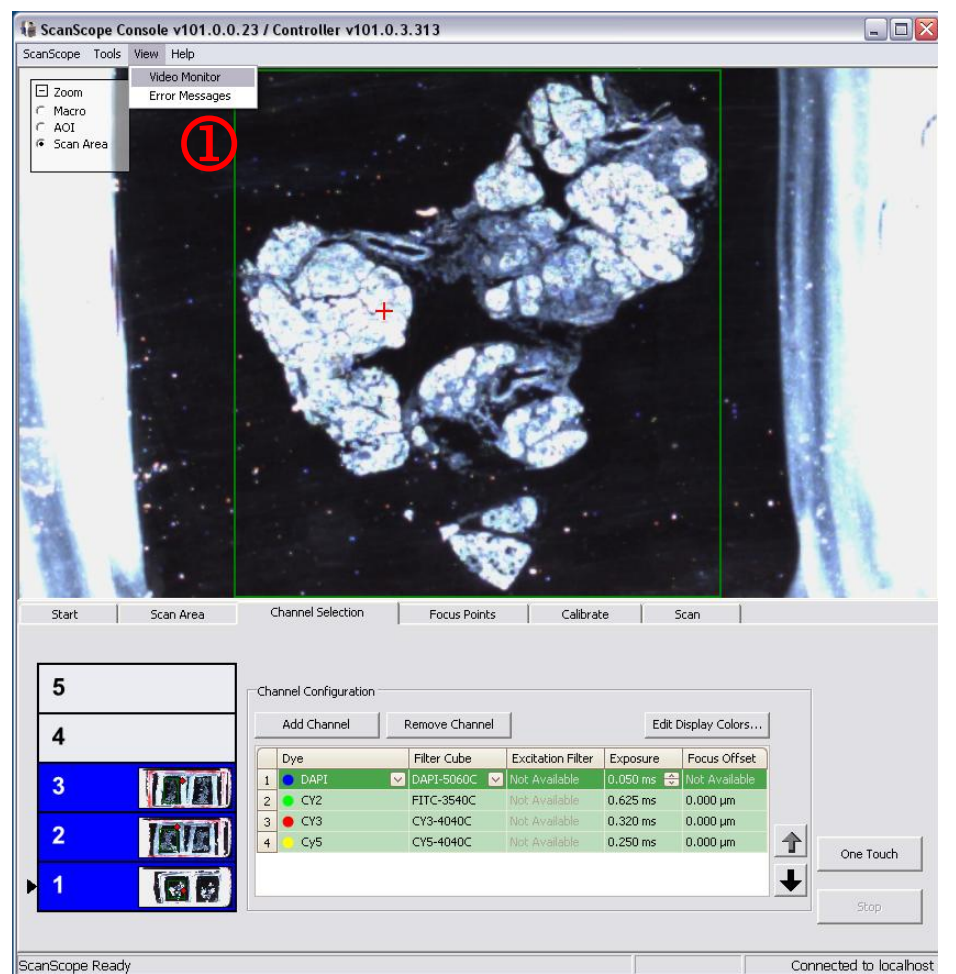 ScanScope Console v101.0.0.23 / Controller v101.0.3.313
ScanScope Tools View Help
Video Monitor
Error Messages
Zoom
Macro
AOI
Scan Area
1
Start Scan Area Channel Selection Focus Points Calibrate Scan
5
4
3
2
1
Channel Configuration
Add Channel Remove Channel Edit Display Colors...
Dye Filter Cube Excitation Filter Exposure Focus Offset
1 DAPI DAPI-5060C Not Available 0.050 ms Not Available
2 CY2 FITC-3540C Not Available 0.625 ms 0.000 µm
3 CY3 CY3-4040C Not Available 0.320 ms 0.000 µm
4 Cy5 CY5-4040C Not Available 0.250 ms 0.000 µm
One Touch
Stop
ScanScope Ready Connected to localhost